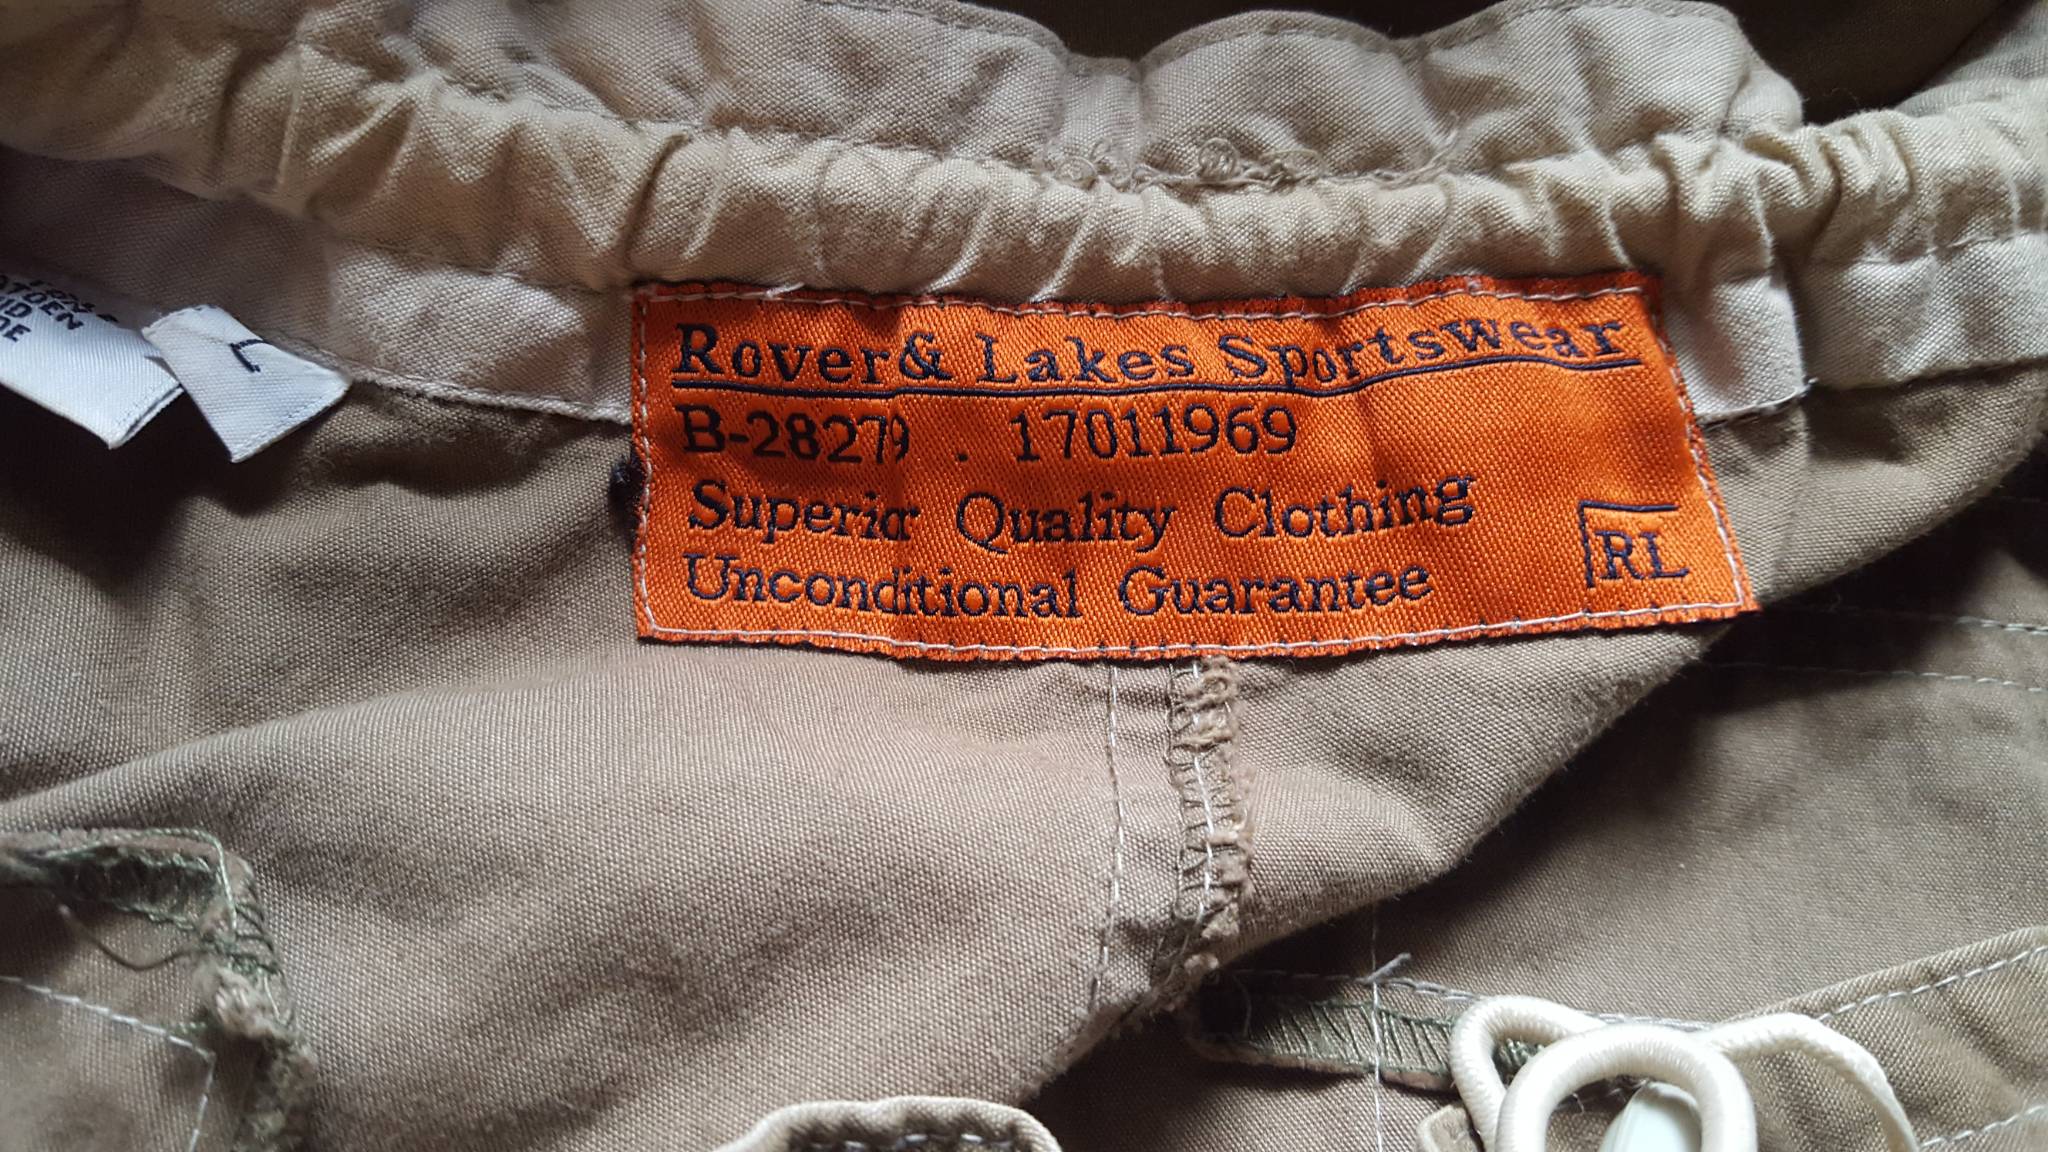 Rover & Lakes Sportswear
B-28279 . 17011969
Superior Quality Clothing
Unconditional Guarantee
RL
L